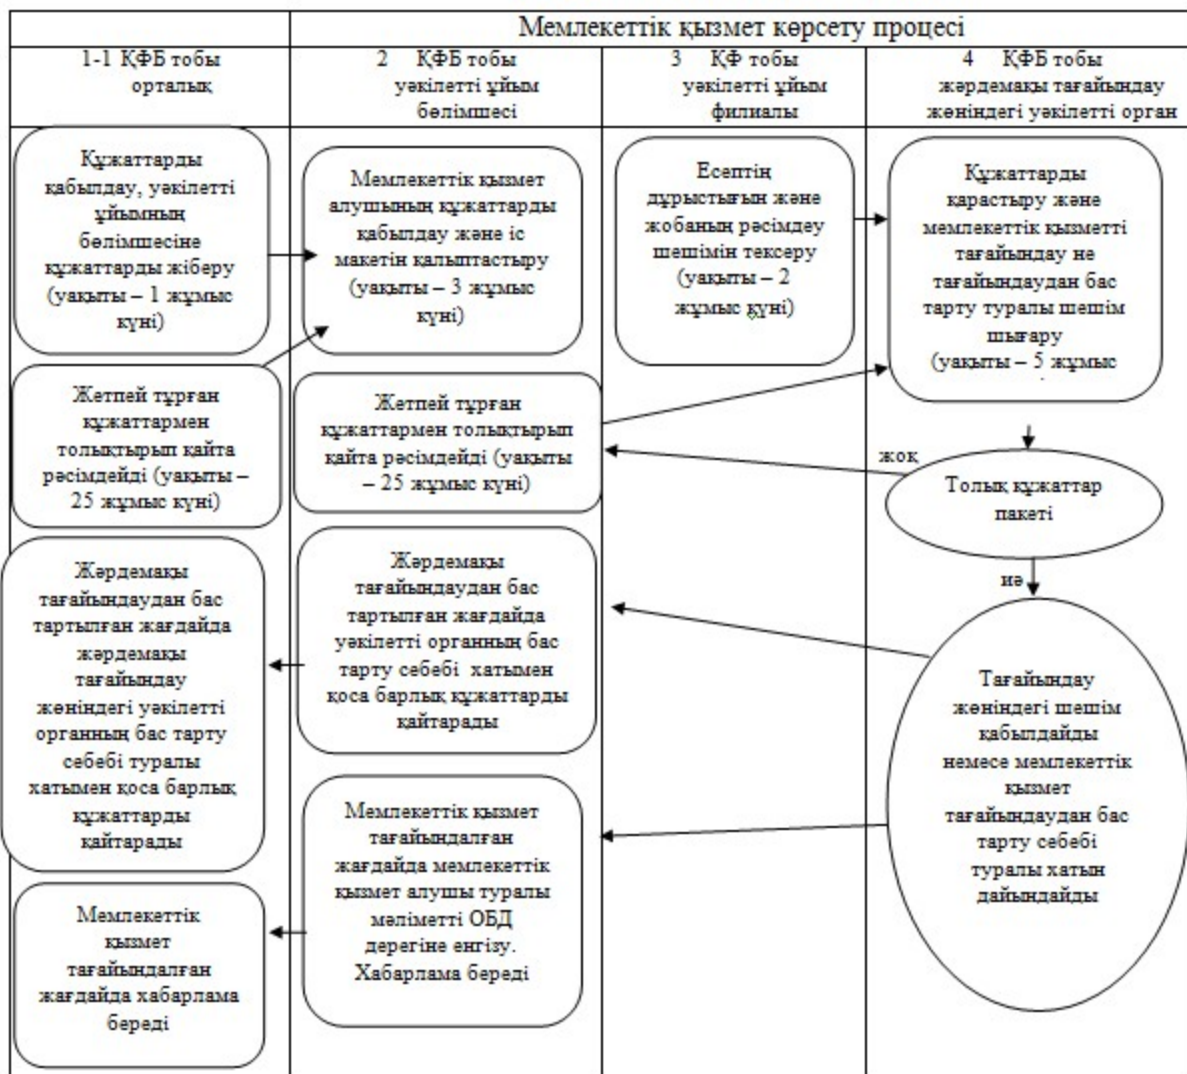 Мемлекеттік қызмет көрсету процесі
1-1 ҚФБ тобы
орталық
2 ҚФБ тобы
уәкілетті ұйым
бөлімшесі
3 ҚФ тобы
уәкілетті ұйым
филиалы
4 ҚФБ тобы
жәрдемақы тағайындау
жөніндегі уәкілетті орган
Құжаттарды
қабылдау, уәкілетті
ұйымның
бөлімшесіне
құжаттарды жіберу
(уақыты – 1 жұмыс
күні)
Мемлекеттік қызмет
алушының құжаттарды
қабылдау және іс
макетін қалыптастыру
(уақыты – 3 жұмыс
күні)
Есептің
дұрыстығын және
жобаның рәсімдеу
шешімін тексеру
(уақыты – 2
жұмыс күні)
Құжаттарды
қарастыру және
мемлекеттік қызметті
тағайындау не
тағайындаудан бас
тарту туралы шешім
шығару
(уақыты – 5 жұмыс
Жетпей тұрған
құжаттармен
толықтырып қайта
рәсімдейді (уақыты –
25 жұмыс күні)
Жетпей тұрған
құжаттармен толықтырып
қайта рәсімдейді (уақыты
– 25 жұмыс күні)
жоқ
Толық құжаттар
пакеті
иә
Жәрдемақы
тағайындаудан бас
тартылған жағдайда
жәрдемақы
тағайындау
жөніндегі уәкілетті
органның бас тарту
себебі туралы
хатымен қоса барлық
құжаттарды
қайтарады
Жәрдемақы
тағайындаудан бас
тартылған жағдайда
уәкілетті органның бас
тарту себебі хатымен
қоса барлық құжаттарды
қайтарады
Тағайындау
жөніндегі шешім
қабылдайды
немесе мемлекеттік
қызмет
тағайындаудан бас
тарту себебі
туралы хатын
дайындайды
Мемлекеттік қызмет
тағайындалған
жағдайда мемлекеттік
қызмет алушы туралы
мәліметті ОБД
дерегіне енгізу.
Хабарлама береді
Мемлекеттік
қызмет
тағайындалған
жағдайда хабарлама
береді